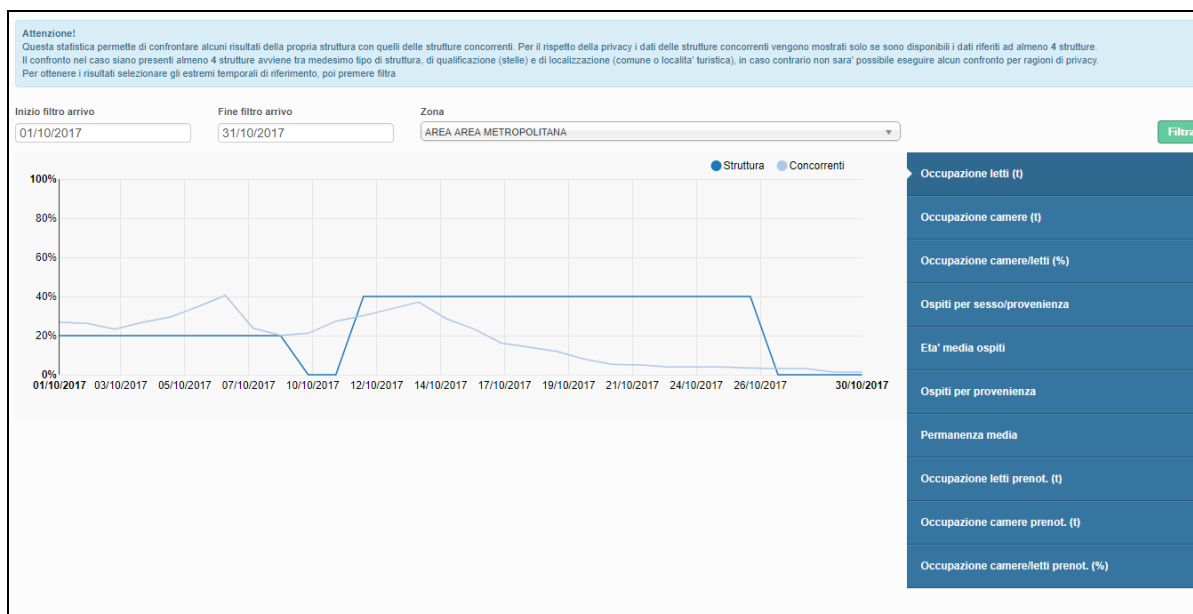 Attenzione!
Questa statistica permette di confrontare alcuni risultati della propria struttura con quelli delle strutture concorrenti. Per il rispetto della privacy i dati delle strutture concorrenti vengono mostrati solo se sono disponibili i dati riferiti ad almeno 4 strutture.
Il confronto nel caso siano presenti almeno 4 strutture avviene tra medesimo tipo di struttura, di qualificazione (stelle) e di localizzazione (comune o localita' turistica), in caso contrario non sara' possibile eseguire alcun confronto per ragioni di privacy.
Per ottenere i risultati selezionare gli estremi temporali di riferimento, poi premere filtra
Inizio filtro arrivo Fine filtro arrivo Zona
01/10/2017 31/10/2017 AREA AREA METROPOLITANA Filtra
Struttura Concorrenti
100%
80%
60%
40%
20%
0%
01/10/2017 03/10/2017 05/10/2017 07/10/2017 10/10/2017 12/10/2017 14/10/2017 17/10/2017 19/10/2017 21/10/2017 24/10/2017 26/10/2017 30/10/2017
Occupazione letti (t)
Occupazione camere (t)
Occupazione camere/letti (%)
Ospiti per sesso/provenienza
Eta' media ospiti
Ospiti per provenienza
Permanenza media
Occupazione letti prenot. (t)
Occupazione camere prenot. (t)
Occupazione camere/letti prenot. (%)